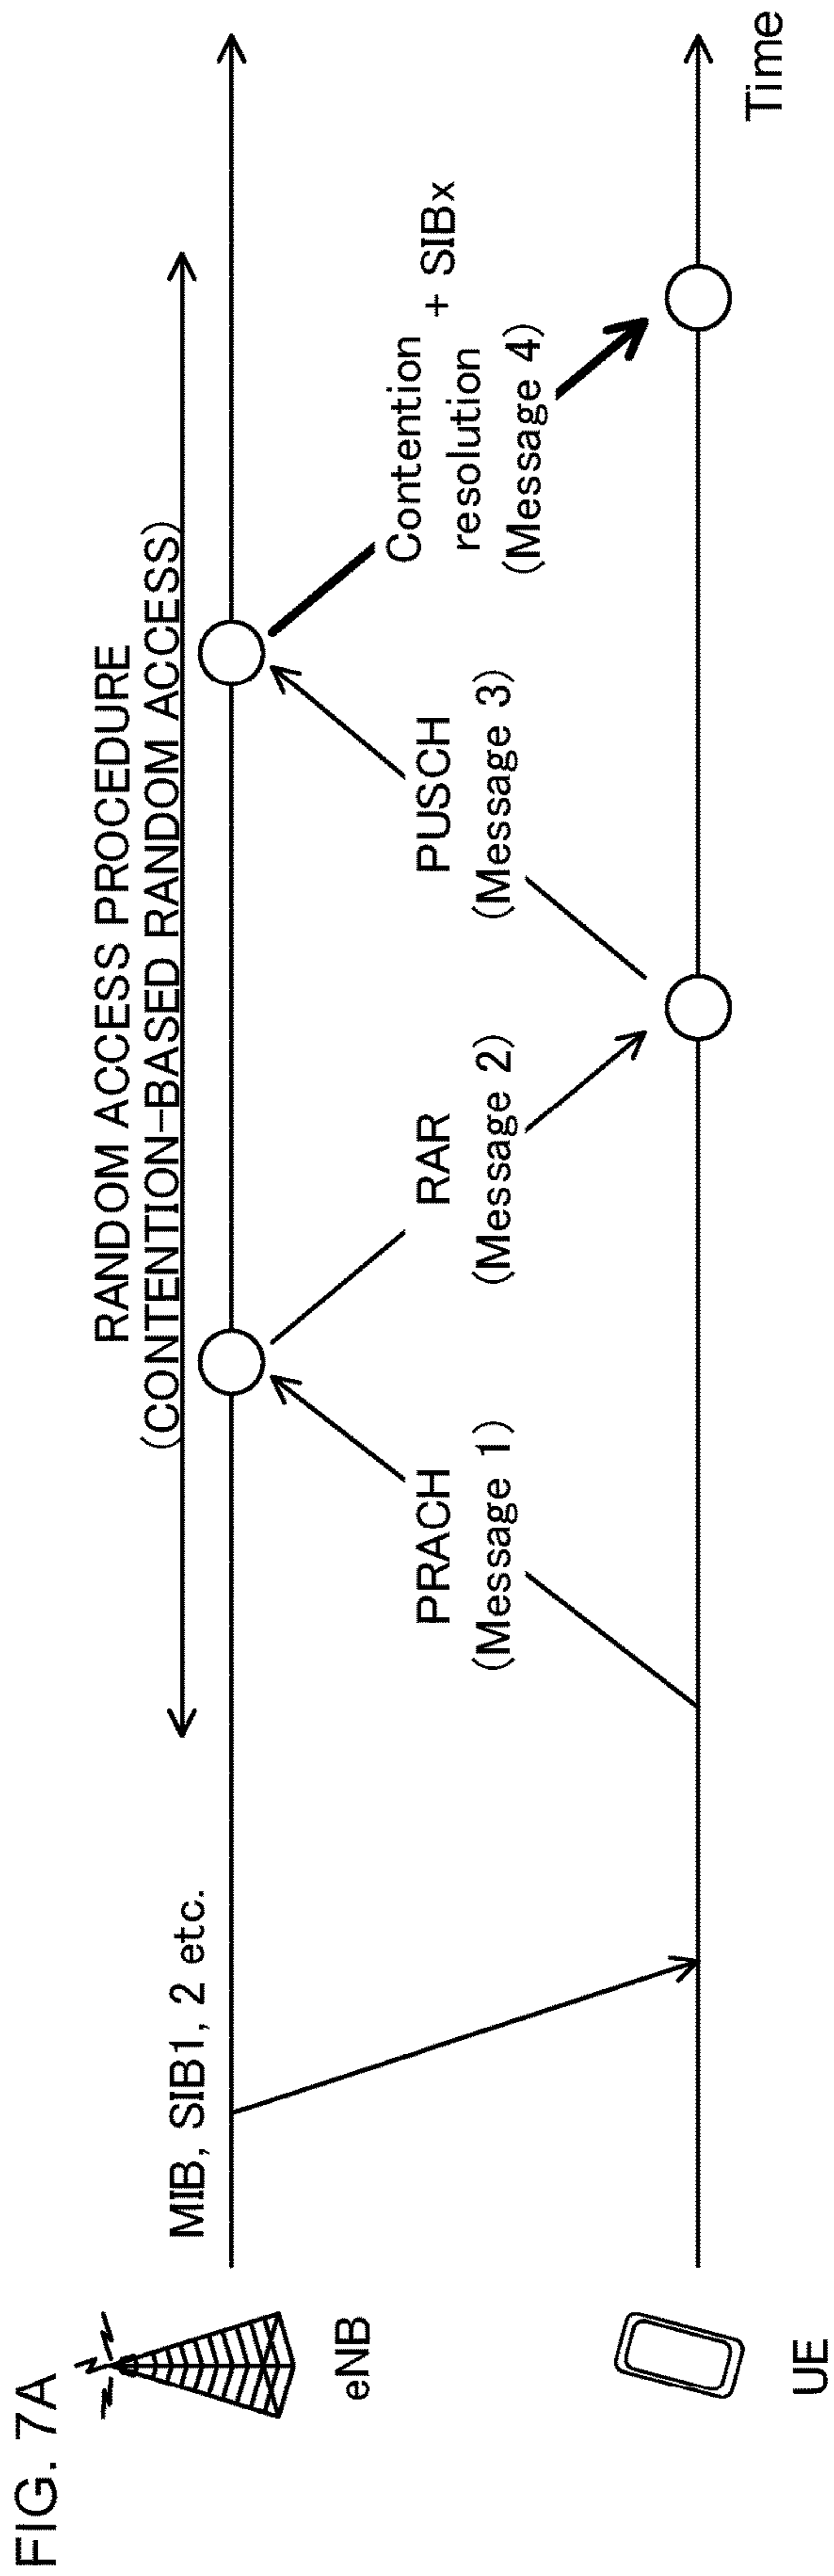 FIG. 7A
RANDOM ACCESS PROCEDURE
(CONTENTION-BASED RANDOM ACCESS)
MIB, SIB1, 2 etc.
eNB
PRACH
(Message 1)
RAR
(Message 2)
PUSCH
(Message 3)
Contention
resolution
+ SIBx
(Message 4)
UE
Time